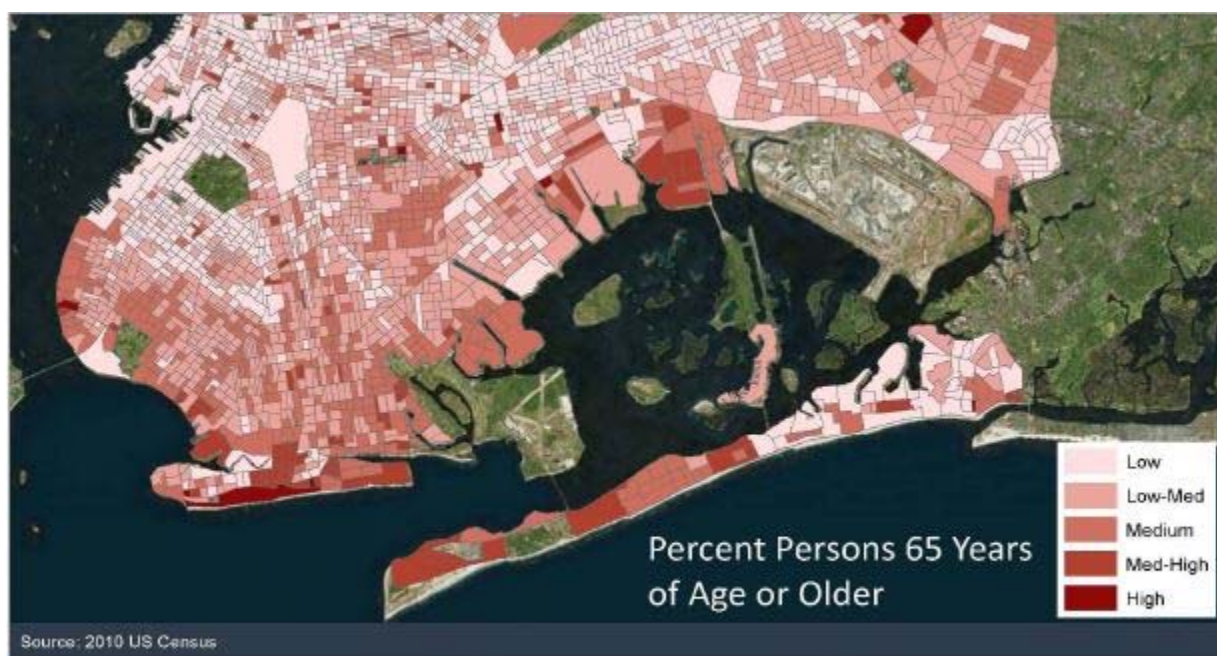 Low
Low-Med
Medium
Med-High
High
Percent Persons 65 Years
of Age or Older
Source: 2010 US Census